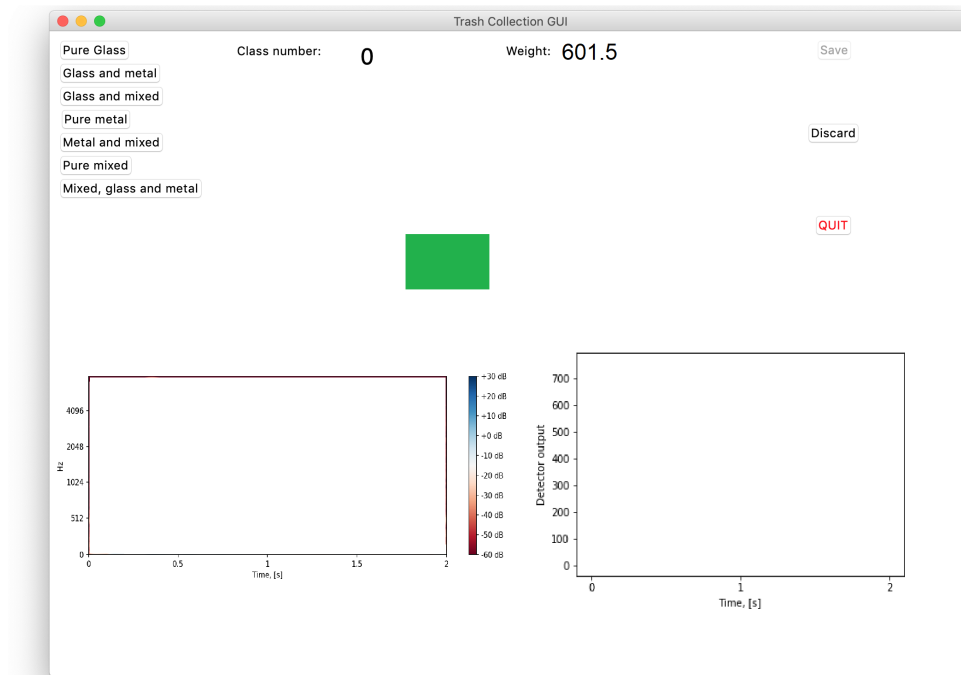 Trash Collection GUI
Pure Glass
Glass and metal
Glass and mixed
Pure metal
Metal and mixed
Pure mixed
Mixed, glass and metal
Class number: 0
Weight: 601.5
Save
Discard
QUIT
4096
2048
1024
512
0
Hz
0 0.5 1 1.5 2
Time, [s]
+30 dB
+20 dB
+10 dB
+0 dB
-10 dB
-20 dB
-30 dB
-40 dB
-50 dB
-60 dB
700
600
500
400
300
200
100
0
Detector output
0 1 2
Time, [s]